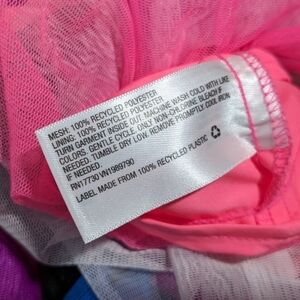 MESH: 100% RECYCLED POLYESTER
LINING: 100% RECYCLED POLYESTER
TURN GARMENT INSIDE OUT. MACHINE WASH COLD WITH LIKE
COLORS. GENTLE CYCLE. ONLY NON-CHLORINE BLEACH IF
NEEDED. TUMBLE DRY LOW. REMOVE PROMPTLY COOL IRON
IF NEEDED.
RN17730 VN1989790
LABEL MADE FROM 100% RECYCLED PLASTIC